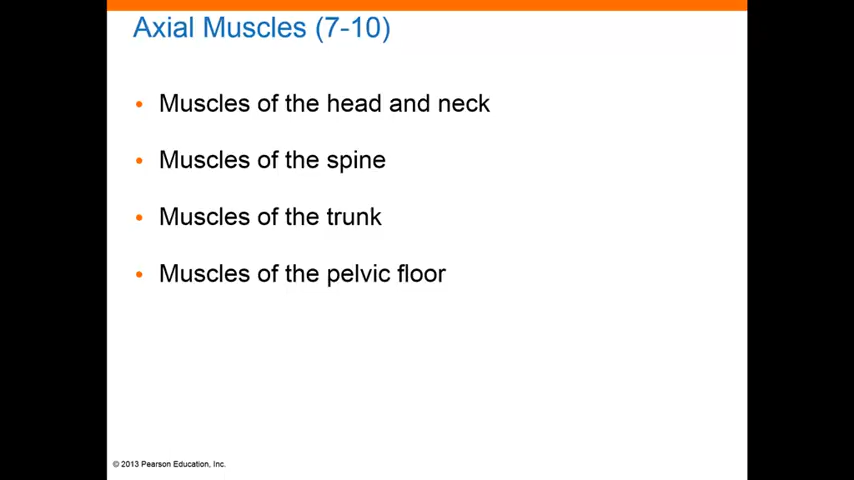 Axial Muscles (7-10)
• Muscles of the head and neck
• Muscles of the spine
• Muscles of the trunk
• Muscles of the pelvic floor
© 2013 Pearson Education, Inc.